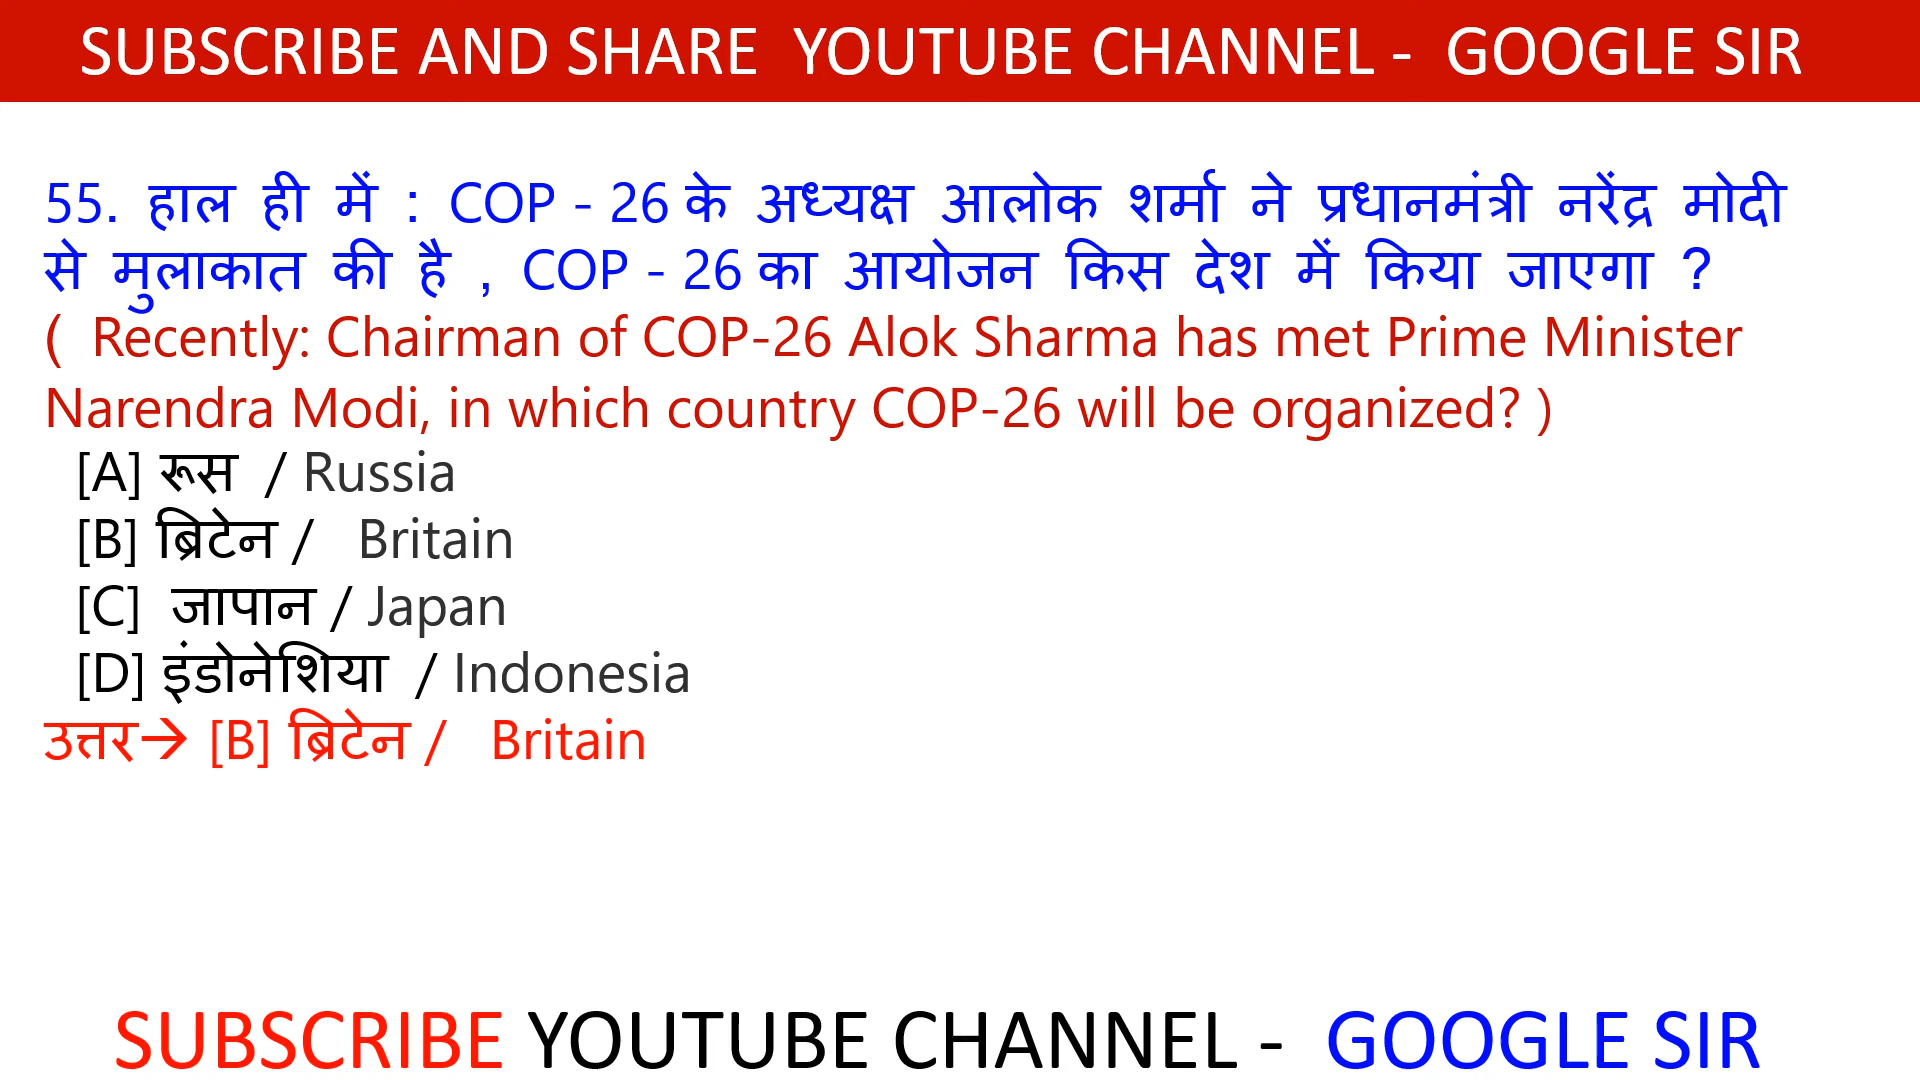 SUBSCRIBE AND SHARE YOUTUBE CHANNEL - GOOGLE SIR
55. हाल ही में : COP - 26 के अध्यक्ष आलोक शर्मा ने प्रधानमंत्री नरेंद्र मोदी
से मुलाकात की है , COP - 26 का आयोजन किस देश में किया जाएगा ?
( Recently: Chairman of COP-26 Alok Sharma has met Prime Minister
Narendra Modi, in which country COP-26 will be organized? )
[A] रूस / Russia
[B] ब्रिटेन / Britain
[C] जापान / Japan
[D] इंडोनेशिया / Indonesia
उत्तर→ [B] ब्रिटेन / Britain
SUBSCRIBE YOUTUBE CHANNEL - GOOGLE SIR